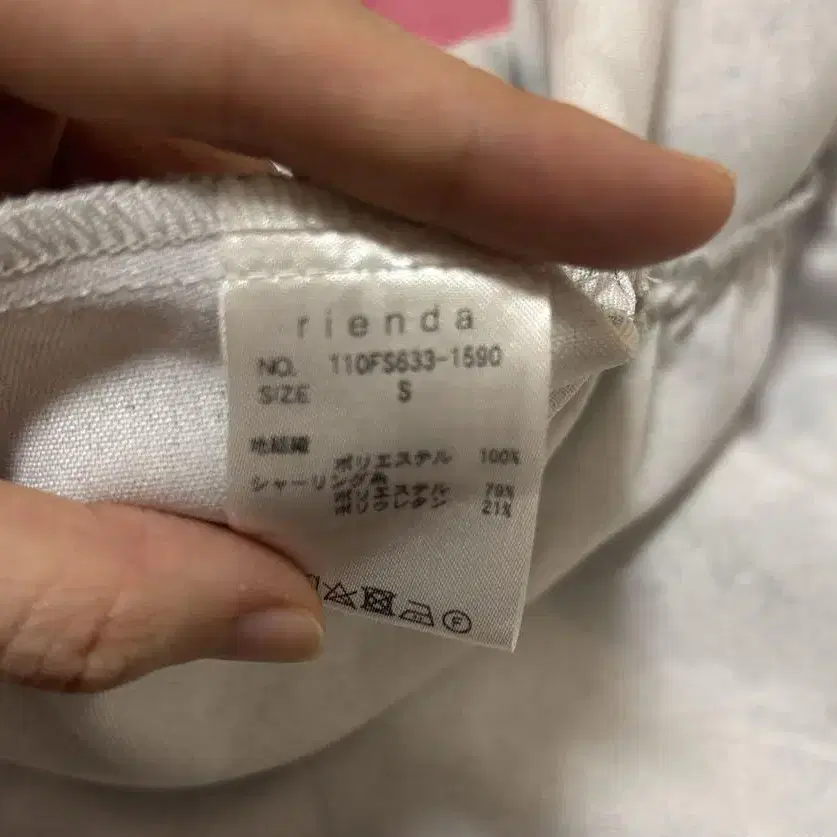 rienda
NO. 110FS633-1590
SIZE S
地組織
ポリエステル 100%
シャーリング糸
ポリエステル 79%
ポリウレタン 21%
F